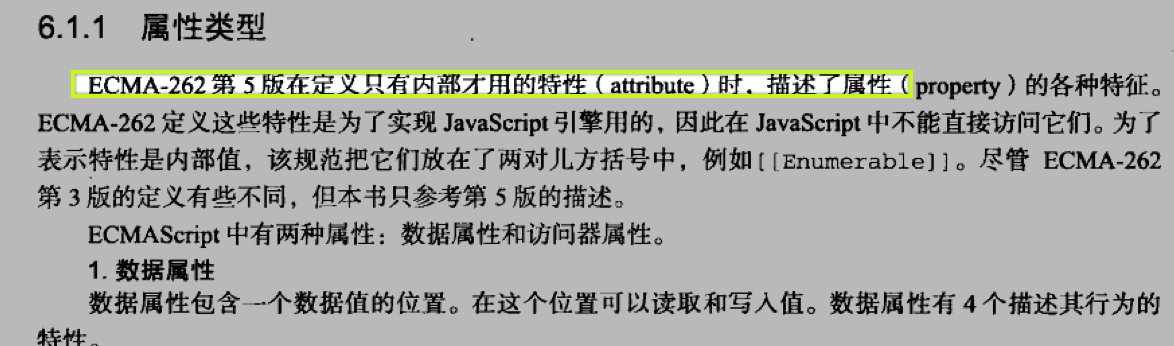 6.1.1 属性类型
ECMA-262 第 5 版在定义只有内部才用的特性（attribute）时，描述了属性（property）的各种特征。
ECMA-262 定义这些特性是为了实现 JavaScript 引擎用的，因此在 JavaScript 中不能直接访问它们。为了
表示特性是内部值，该规范把它们放在了两对儿方括号中，例如[[Enumerable]]。尽管 ECMA-262
第 3 版的定义有些不同，但本书只参考第 5 版的描述。
ECMAScript 中有两种属性：数据属性和访问器属性。
1. 数据属性
数据属性包含一个数据值的位置。在这个位置可以读取和写入值。数据属性有 4 个描述其行为的
特性。